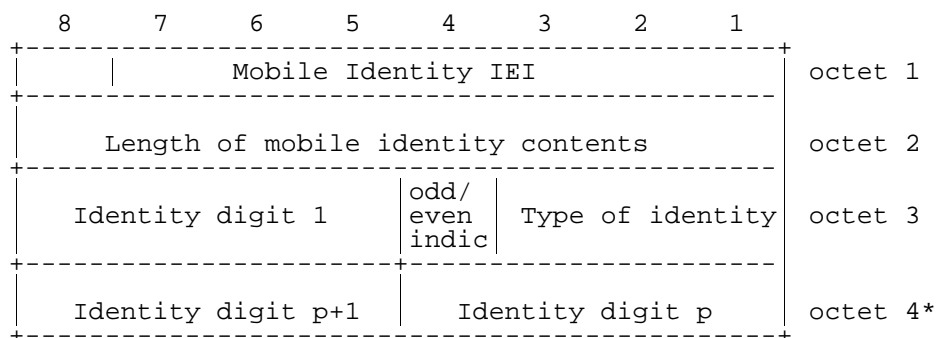 8 7 6 5 4 3 2 1
Mobile Identity IEI octet 1
Length of mobile identity contents octet 2
odd/
Identity digit 1 even Type of identity octet 3
indic
Identity digit p+1 Identity digit p octet 4*